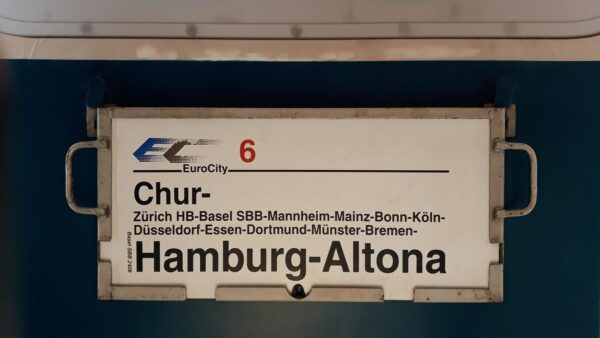 EC 6
EuroCity
Chur-
Zürich HB-Basel SBB-Mannheim-Mainz-Bonn-Köln-
Düsseldorf-Essen-Dortmund-Münster-Bremen-
Hamburg-Altona